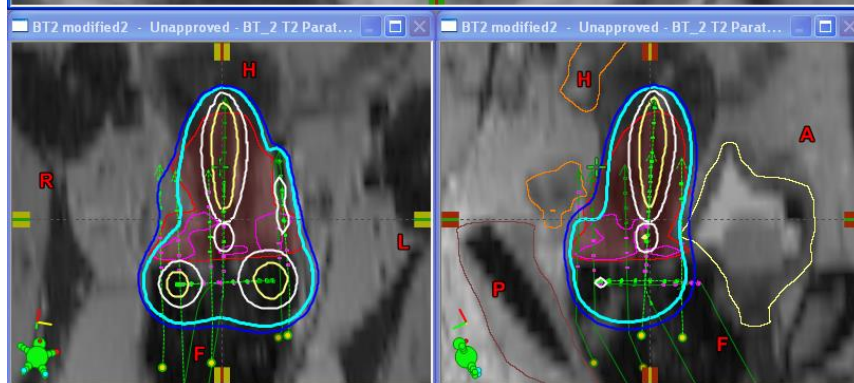 BT2 modified2 - Unapproved - BT_2 T2 Parat...
BT2 modified2 - Unapproved - BT_2 T2 Parat...
H
H
A
R
L
P
F
F